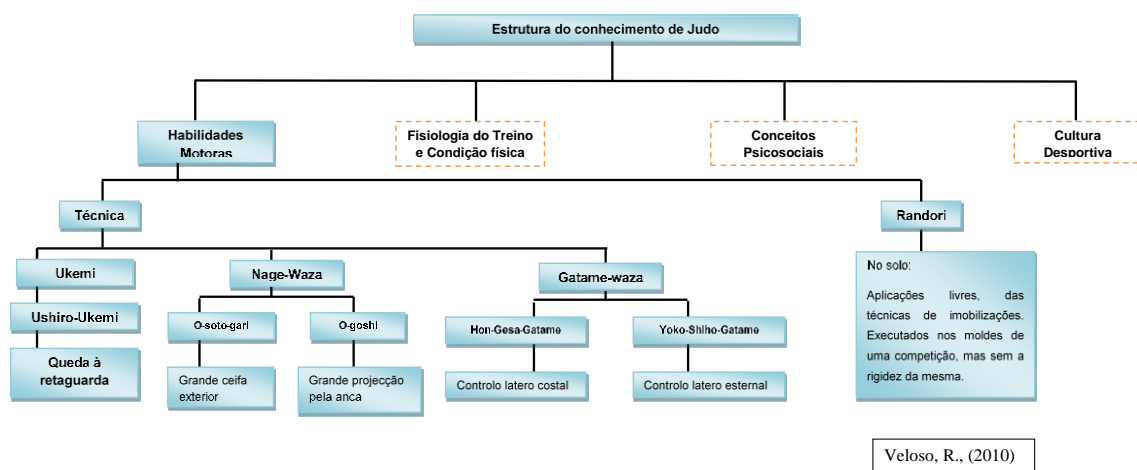 Estrutura do conhecimento de Judo
Habilidades
Motoras
Fisiologia do Treino
e Condição física
Conceitos
Psicosociais
Cultura
Desportiva
Técnica
Randori
Ukemi
Nage-Waza
Gatame-waza
Ushiro-Ukemi
O-soto-gari
O-goshi
Hon-Gesa-Gatame
Yoko-Shiho-Gatame
Queda à
retaguarda
Grande ceifa
exterior
Grande projecção
pela anca
Controlo latero costal
Controlo latero esternal
No solo:
Aplicações livres, das
técnicas de imobilizações.
Executados nos moldes de
uma competição, mas sem a
rigidez da mesma.
Veloso, R., (2010)